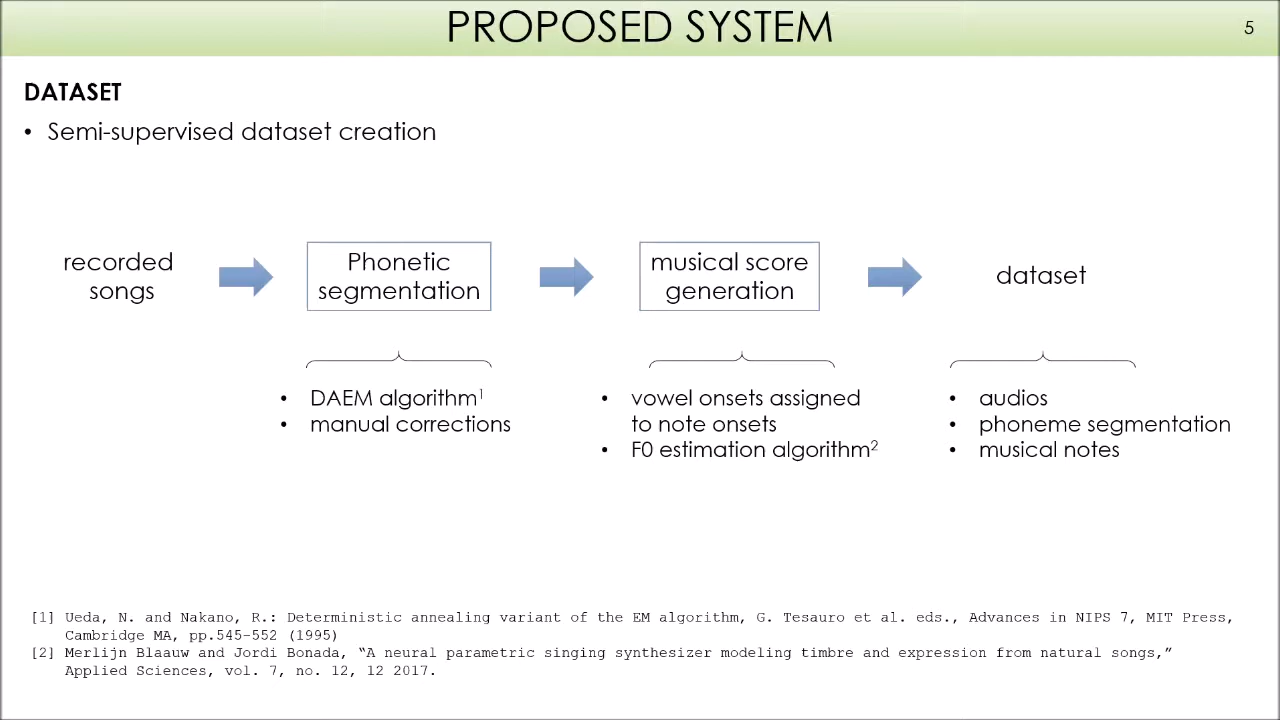 PROPOSED SYSTEM
5
DATASET
• Semi-supervised dataset creation
recorded
songs
Phonetic
segmentation
musical score
generation
dataset
• DAEM algorithm¹
• manual corrections
• vowel onsets assigned
to note onsets
• F0 estimation algorithm²
• audios
• phoneme segmentation
• musical notes
[1] Ueda, N. and Nakano, R.: Deterministic annealing variant of the EM algorithm, G. Tesauro et al. eds., Advances in NIPS 7, MIT Press,
Cambridge MA, pp.545-552 (1995)
[2] Merlijn Blaauw and Jordi Bonada, “A neural parametric singing synthesizer modeling timbre and expression from natural songs,”
Applied Sciences, vol. 7, no. 12, 12 2017.